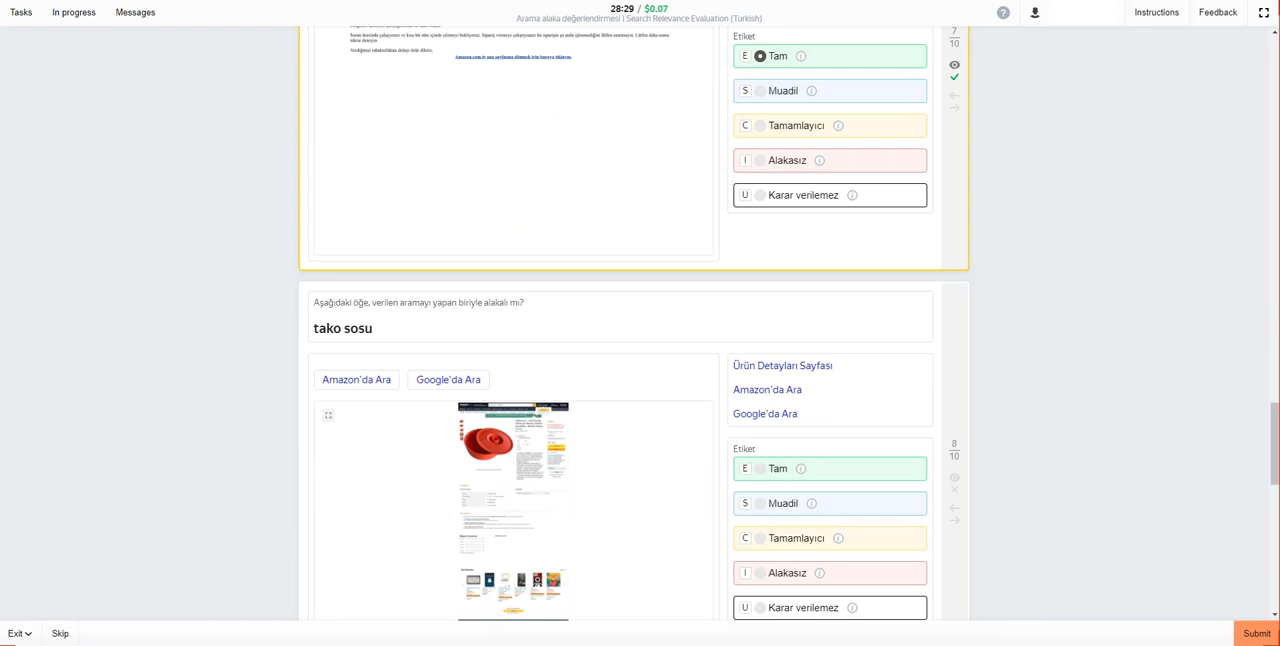 Tasks In progress Messages 28:29 / $0.07 Instructions Feedback
Arama alaka değerlendirmesi | Search Relevance Evaluation (Turkish)
tekrar deneyin.
Amazon.com.tr ana sayfasına dönmek için buraya tıklayın.
Etiket
E Tam
S Muadil
C Tamamlayıcı
I Alakasız
U Karar verilemez
7
10
Aşağıdaki öğe, verilen aramayı yapan biriyle alakalı mı?
tako sosu
Amazon'da Ara Google'da Ara
Ürün Detayları Sayfası
Amazon'da Ara
Google'da Ara
Etiket
E Tam
S Muadil
C Tamamlayıcı
I Alakasız
U Karar verilemez
8
10
Exit Skip Submit